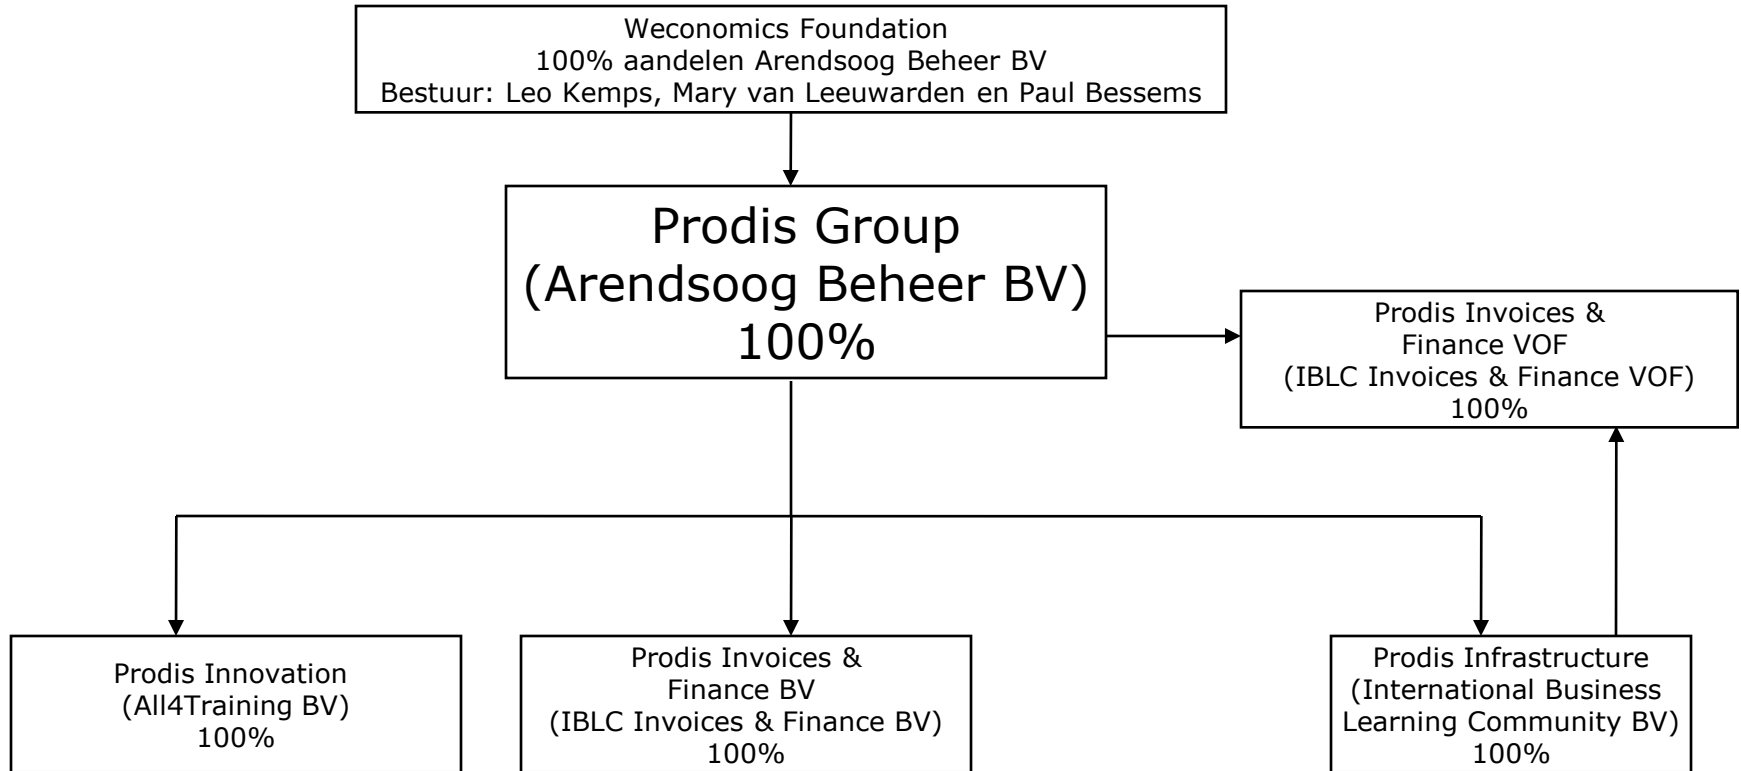 Weconomics Foundation
100% aandelen Arendsoog Beheer BV
Bestuur: Leo Kemps, Mary van Leeuwarden en Paul Bessems
Prodis Group
(Arendsoog Beheer BV)
100%
Prodis Invoices &
Finance VOF
(IBLC Invoices & Finance VOF)
100%
Prodis Innovation
(All4Training BV)
100%
Prodis Invoices &
Finance BV
(IBLC Invoices & Finance BV)
100%
Prodis Infrastructure
(International Business
Learning Community BV)
100%